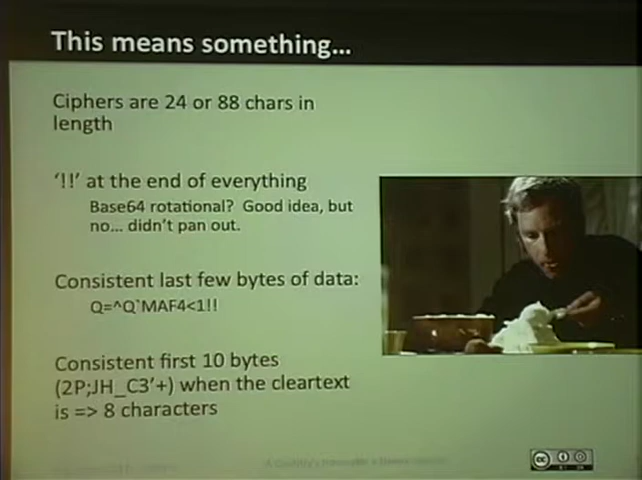 This means something…
Ciphers are 24 or 88 chars in
length
'!!' at the end of everything
Base64 rotational? Good idea, but
no… didn't pan out.
Consistent last few bytes of data:
Q=^Q`MAF4<1!!
Consistent first 10 bytes
(2P;JH_C3'+) when the cleartext
is => 8 characters
cc